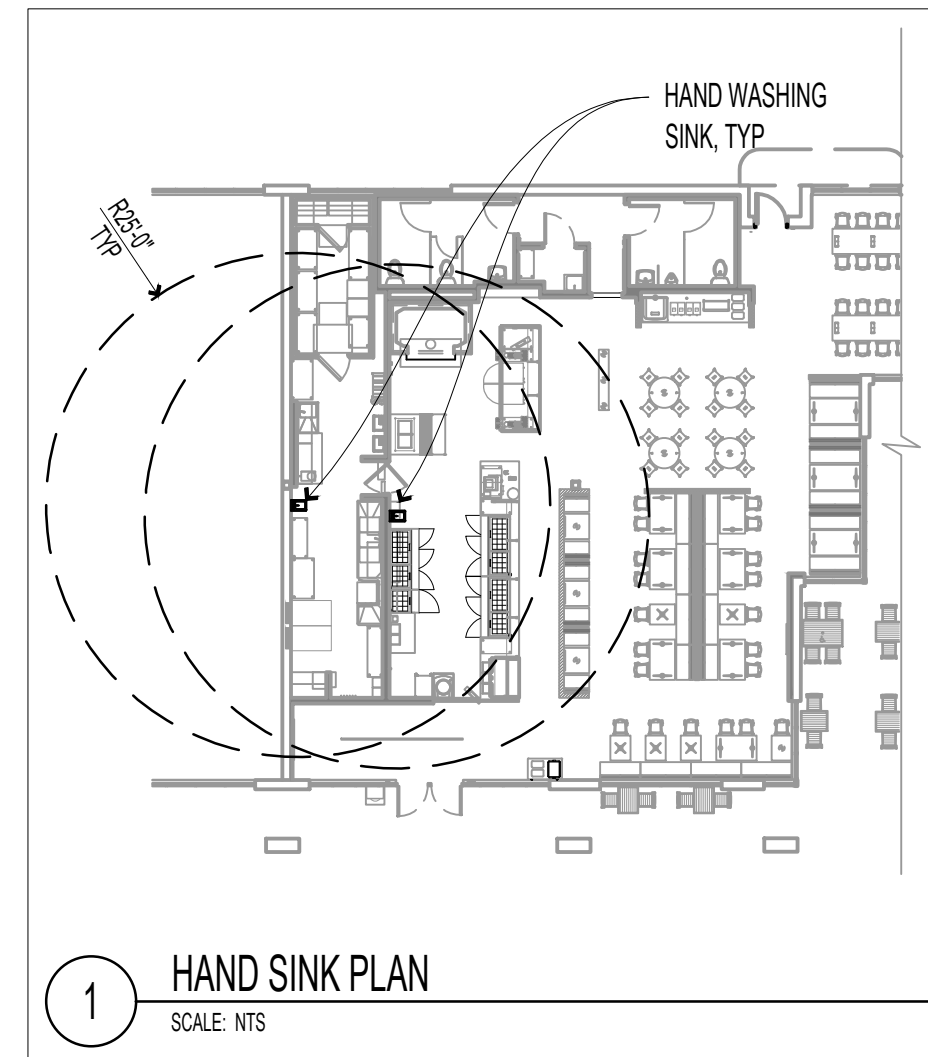 HAND WASHING
SINK, TYP
R25'-0"
TYP
1
HAND SINK PLAN
SCALE: NTS